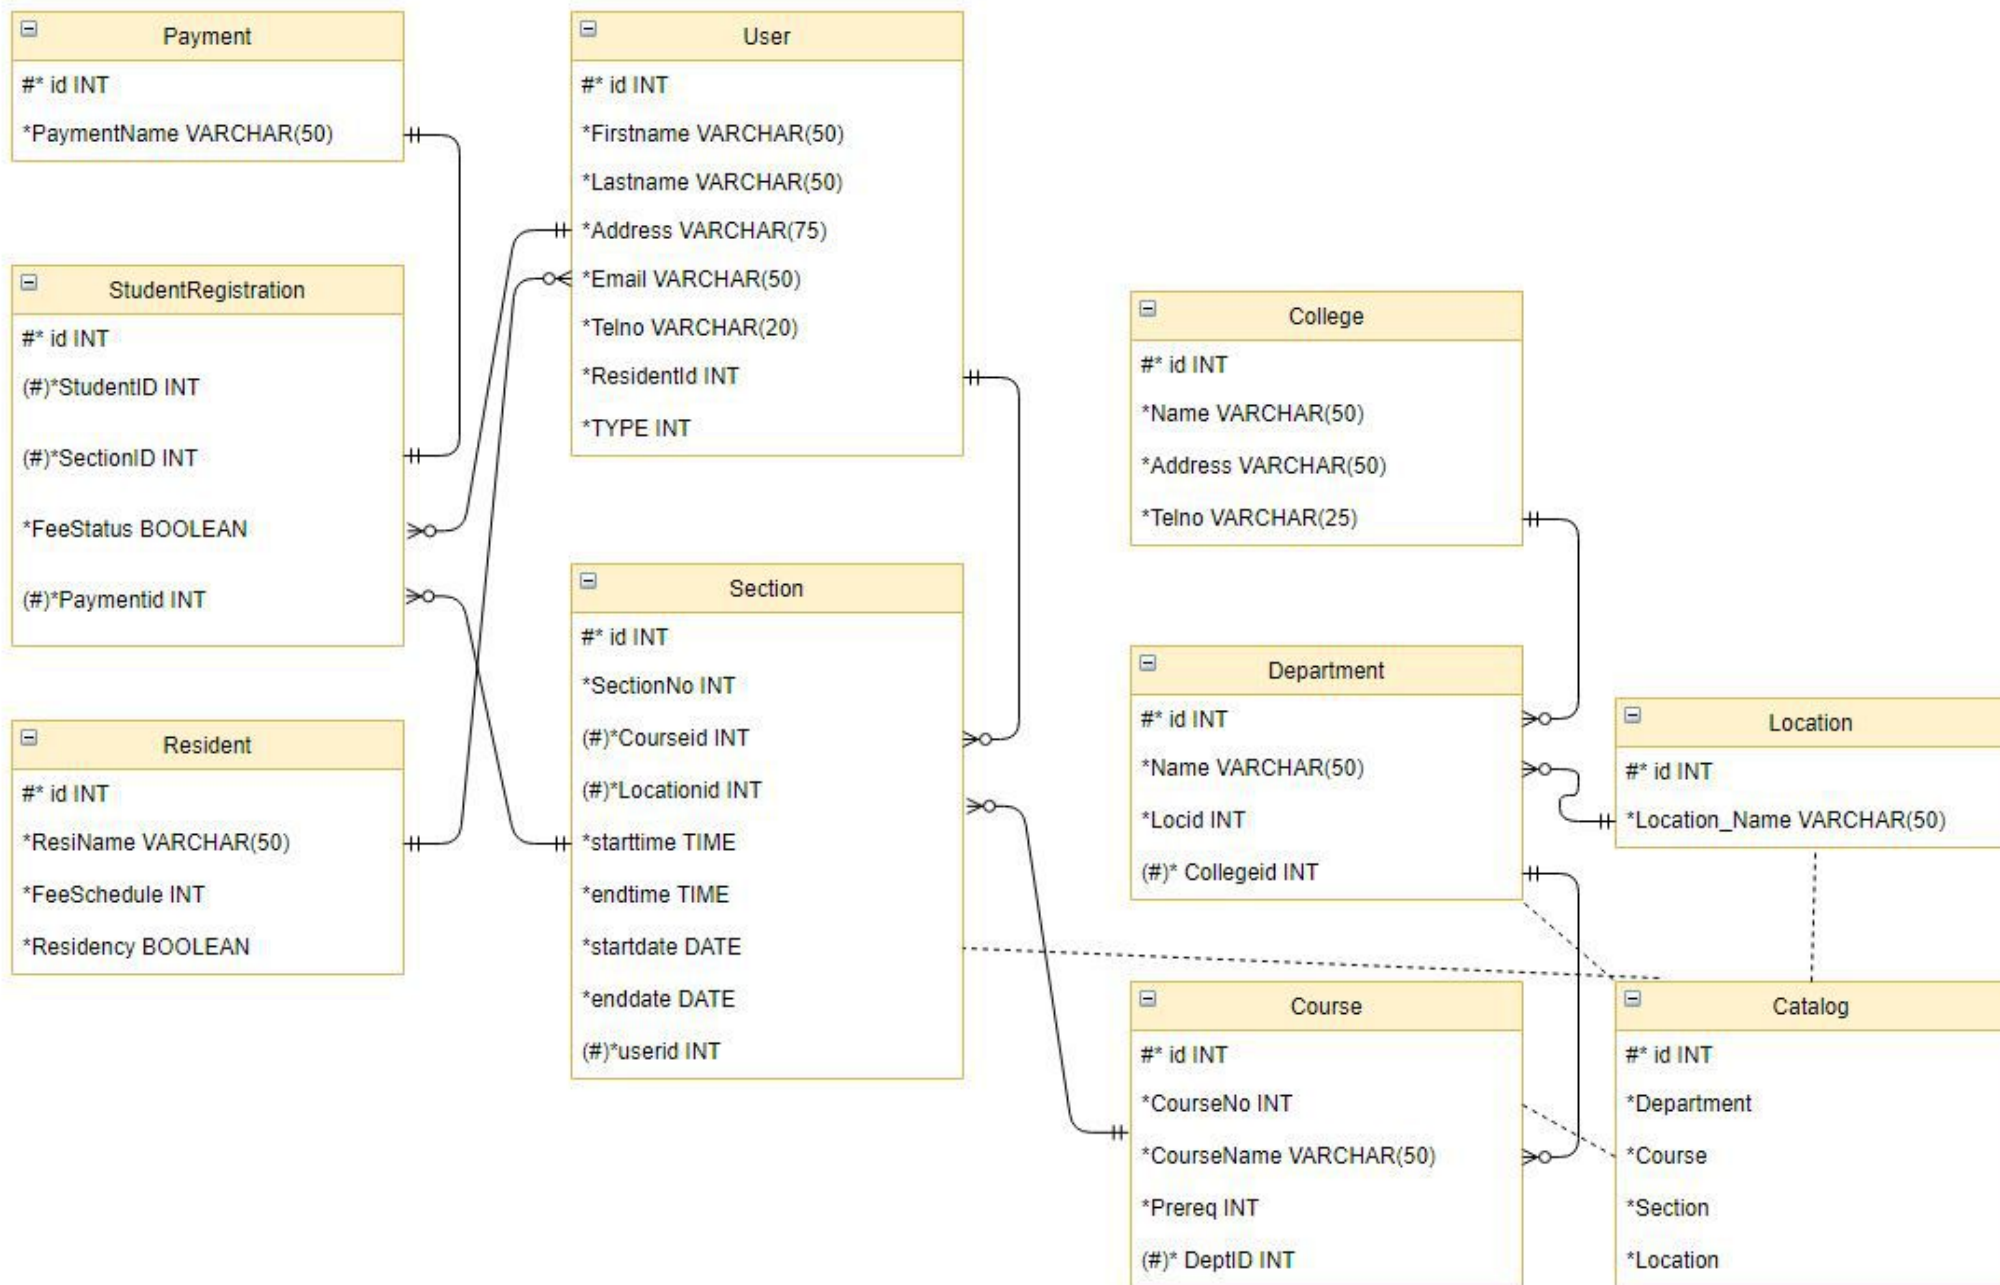 Payment
#* id INT
*PaymentName VARCHAR(50)
User
#* id INT
*Firstname VARCHAR(50)
*Lastname VARCHAR(50)
*Address VARCHAR(75)
*Email VARCHAR(50)
*Telno VARCHAR(20)
*ResidentId INT
*TYPE INT
StudentRegistration
#* id INT
(#)*StudentID INT
(#)*SectionID INT
*FeeStatus BOOLEAN
(#)*Paymentid INT
College
#* id INT
*Name VARCHAR(50)
*Address VARCHAR(50)
*Telno VARCHAR(25)
Section
#* id INT
*SectionNo INT
(#)*Courseid INT
(#)*Locationid INT
*starttime TIME
*endtime TIME
*startdate DATE
*enddate DATE
(#)*userid INT
Department
#* id INT
*Name VARCHAR(50)
*Locid INT
(#)* Collegeid INT
Location
#* id INT
*Location_Name VARCHAR(50)
Resident
#* id INT
*ResiName VARCHAR(50)
*FeeSchedule INT
*Residency BOOLEAN
Course
#* id INT
*CourseNo INT
*CourseName VARCHAR(50)
*Prereq INT
(#)* DeptID INT
Catalog
#* id INT
*Department
*Course
*Section
*Location